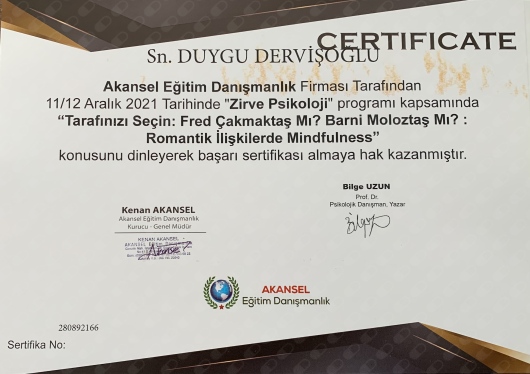 CERTIFICATE
Sn. DUYGU DERVİŞOĞLU
Akansel Eğitim Danışmanlık Firması Tarafından
11/12 Aralık 2021 Tarihinde "Zirve Psikoloji" programı kapsamında
“Tarafınızı Seçin: Fred Çakmaktaş Mı? Barni Moloztaş Mı? :
Romantik İlişkilerde Mindfulness”
konusunu dinleyerek başarı sertifikası almaya hak kazanmıştır.
Bilge UZUN
Prof. Dr.
Psikolojik Danışman, Yazar
Kenan AKANSEL
Akansel Eğitim Danışmanlık
Kurucu - Genel Müdür
KENAN AKANSEL
AKANSEL
Eğitim Danışmanlık
280892166
Sertifika No: